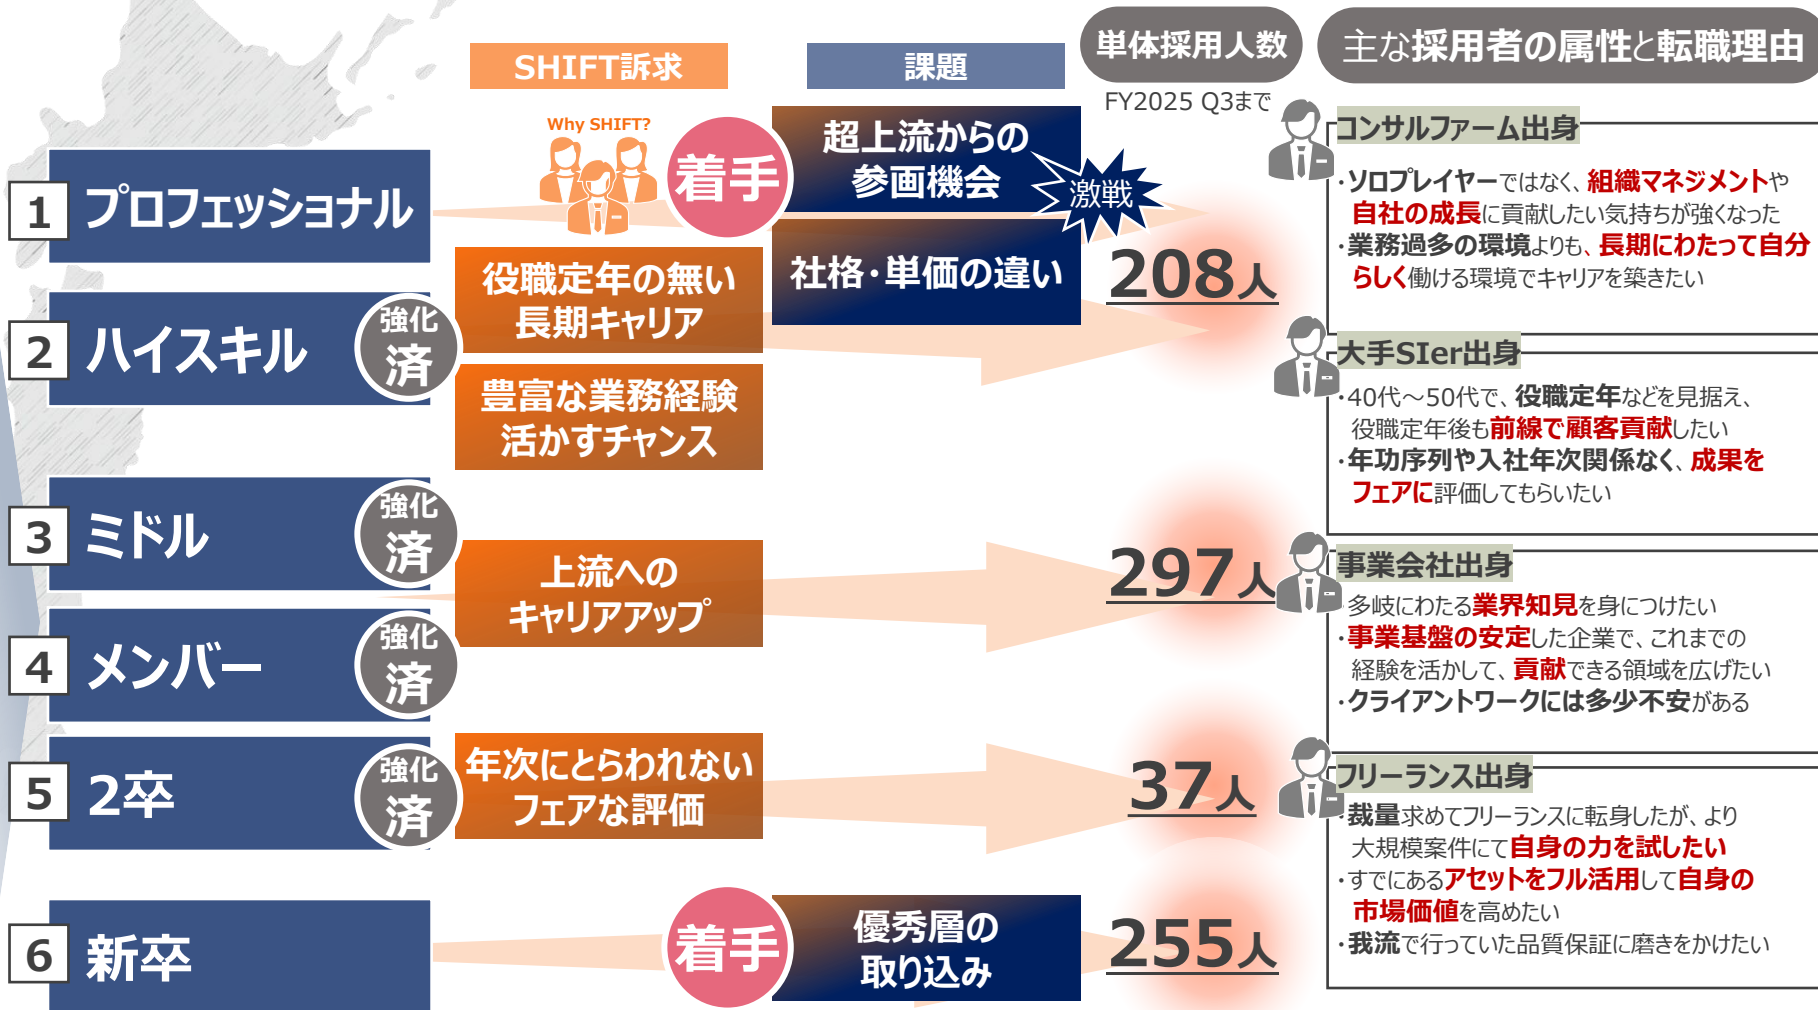 SHIFT訴求
課題
単体採用人数
FY2025 Q3まで
主な採用者の属性と転職理由
Why SHIFT?
1 プロフェッショナル
着手
超上流からの
参画機会
激戦
社格・単価の違い
2 ハイスキル
強化
済
役職定年の無い
長期キャリア
豊富な業務経験
活かすチャンス
208人
3 ミドル
強化
済
4 メンバー
強化
済
上流への
キャリアアップ
297人
5 2卒
強化
済
年次にとらわれない
フェアな評価
37人
6 新卒
着手
優秀層の
取り込み
255人
コンサルファーム出身
・ソロプレイヤーではなく、組織マネジメントや
自社の成長に貢献したい気持ちが強くなった
・業務過多の環境よりも、長期にわたって自分
らしく働ける環境でキャリアを築きたい
大手SIer出身
・40代～50代で、役職定年などを見据え、
役職定年後も前線で顧客貢献したい
・年功序列や入社年次関係なく、成果を
フェアに評価してもらいたい
事業会社出身
・多岐にわたる業界知見を身につけたい
・事業基盤の安定した企業で、これまでの
経験を活かして、貢献できる領域を広げたい
・クライアントワークには多少不安がある
フリーランス出身
・裁量求めてフリーランスに転身したが、より
大規模案件にて自身の力を試したい
・すでにあるアセットをフル活用して自身の
市場価値を高めたい
・我流で行っていた品質保証に磨きをかけたい